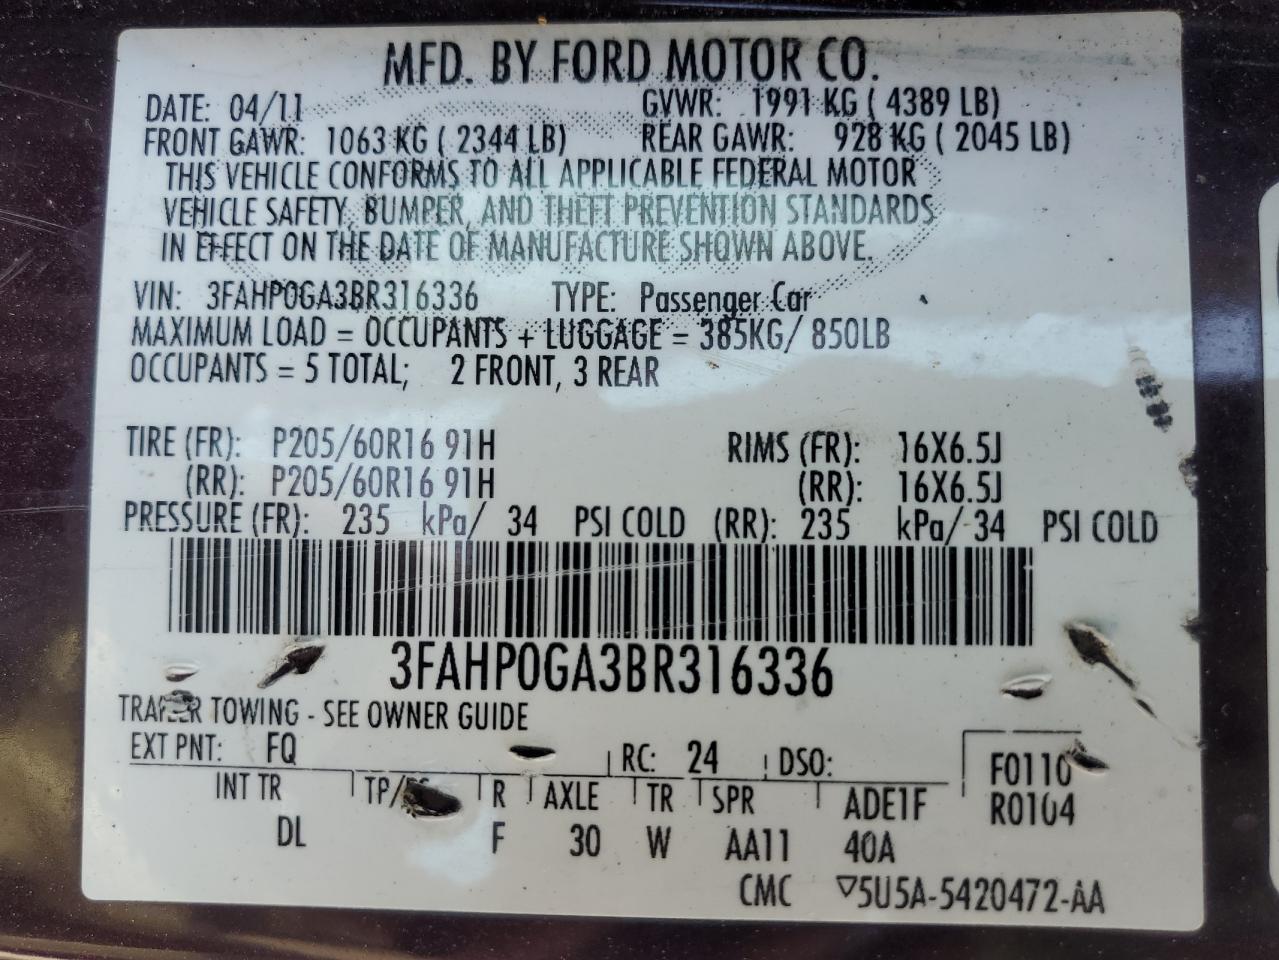 MFD. BY FORD MOTOR CO.
DATE: 04/11 GVWR: 1991 KG ( 4389 LB)
FRONT GAWR: 1063 KG ( 2344 LB) REAR GAWR: 928 KG ( 2045 LB)
THIS VEHICLE CONFORMS TO ALL APPLICABLE FEDERAL MOTOR
VEHICLE SAFETY, BUMPER, AND THEFT PREVENTION STANDARDS
IN EFFECT ON THE DATE OF MANUFACTURE SHOWN ABOVE.
VIN: 3FAHP0GA3BR316336 TYPE: Passenger Car
MAXIMUM LOAD = OCCUPANTS + LUGGAGE = 385KG/ 850LB
OCCUPANTS = 5 TOTAL; 2 FRONT, 3 REAR
TIRE (FR): P205/60R16 91H RIMS (FR): 16X6.5J
(RR): P205/60R16 91H (RR): 16X6.5J
PRESSURE (FR): 235 kPa/ 34 PSI COLD (RR): 235 kPa/ 34 PSI COLD
3FAHP0GA3BR316336
TRAILER TOWING - SEE OWNER GUIDE
EXT PNT: FQ RC: 24 DSO: F0110
INT TR TP/PS R AXLE TR SPR ADE1F R0104
DL F 30 W AA11 40A
CMC ▽5U5A-5420472-AA